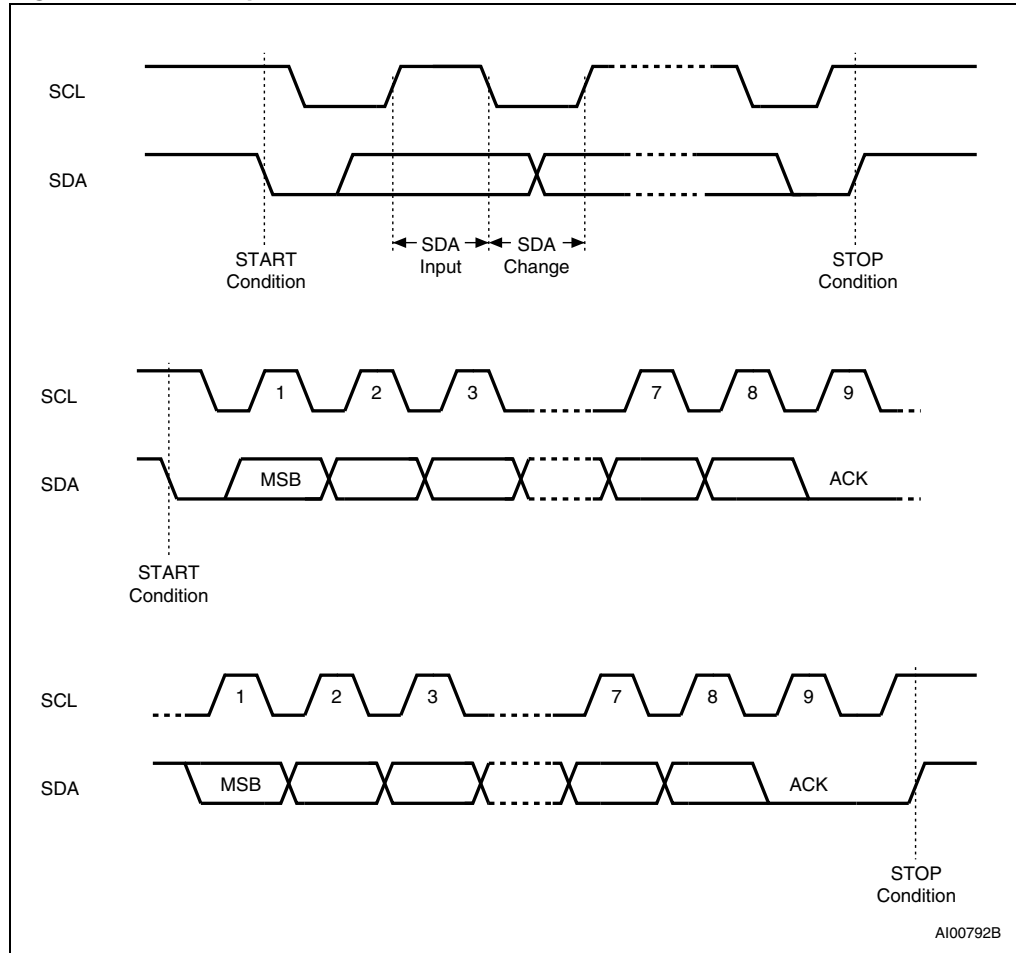 SCL
SDA
SDA
Input
SDA
Change
START
Condition
STOP
Condition
SCL
1
2
3
7
8
9
SDA
MSB
ACK
START
Condition
SCL
1
2
3
7
8
9
SDA
MSB
ACK
STOP
Condition
AI00792B